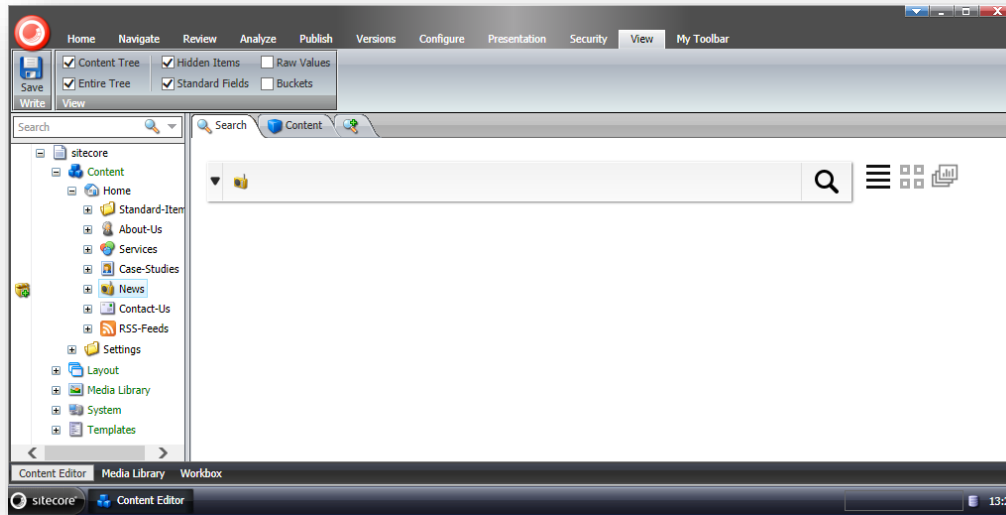 Home Navigate Review Analyze Publish Versions Configure Presentation Security View My Toolbar
Content Tree Hidden Items Raw Values
Save Entire Tree Standard Fields Buckets
Write View
Search Search Content
sitecore
Content
Home
Standard-Item
About-Us
Services
Case-Studies
News
Contact-Us
RSS-Feeds
Settings
Layout
Media Library
System
Templates
Content Editor Media Library Workbox
sitecore Content Editor